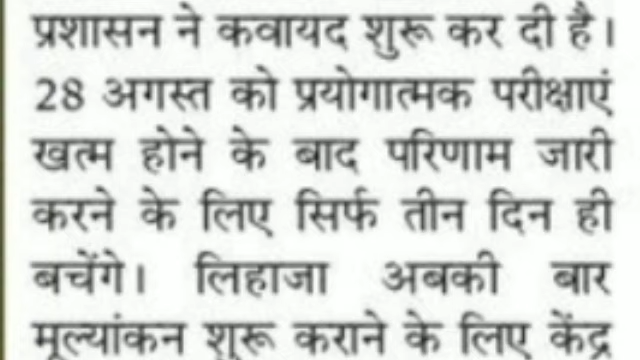 प्रशासन ने कवायद शुरू कर दी है।
28 अगस्त को प्रयोगात्मक परीक्षाएं
खत्म होने के बाद परिणाम जारी
करने के लिए सिर्फ तीन दिन ही
बचेंगे। लिहाजा अबकी बार
मूल्यांकन शुरू कराने के लिए केंद्र